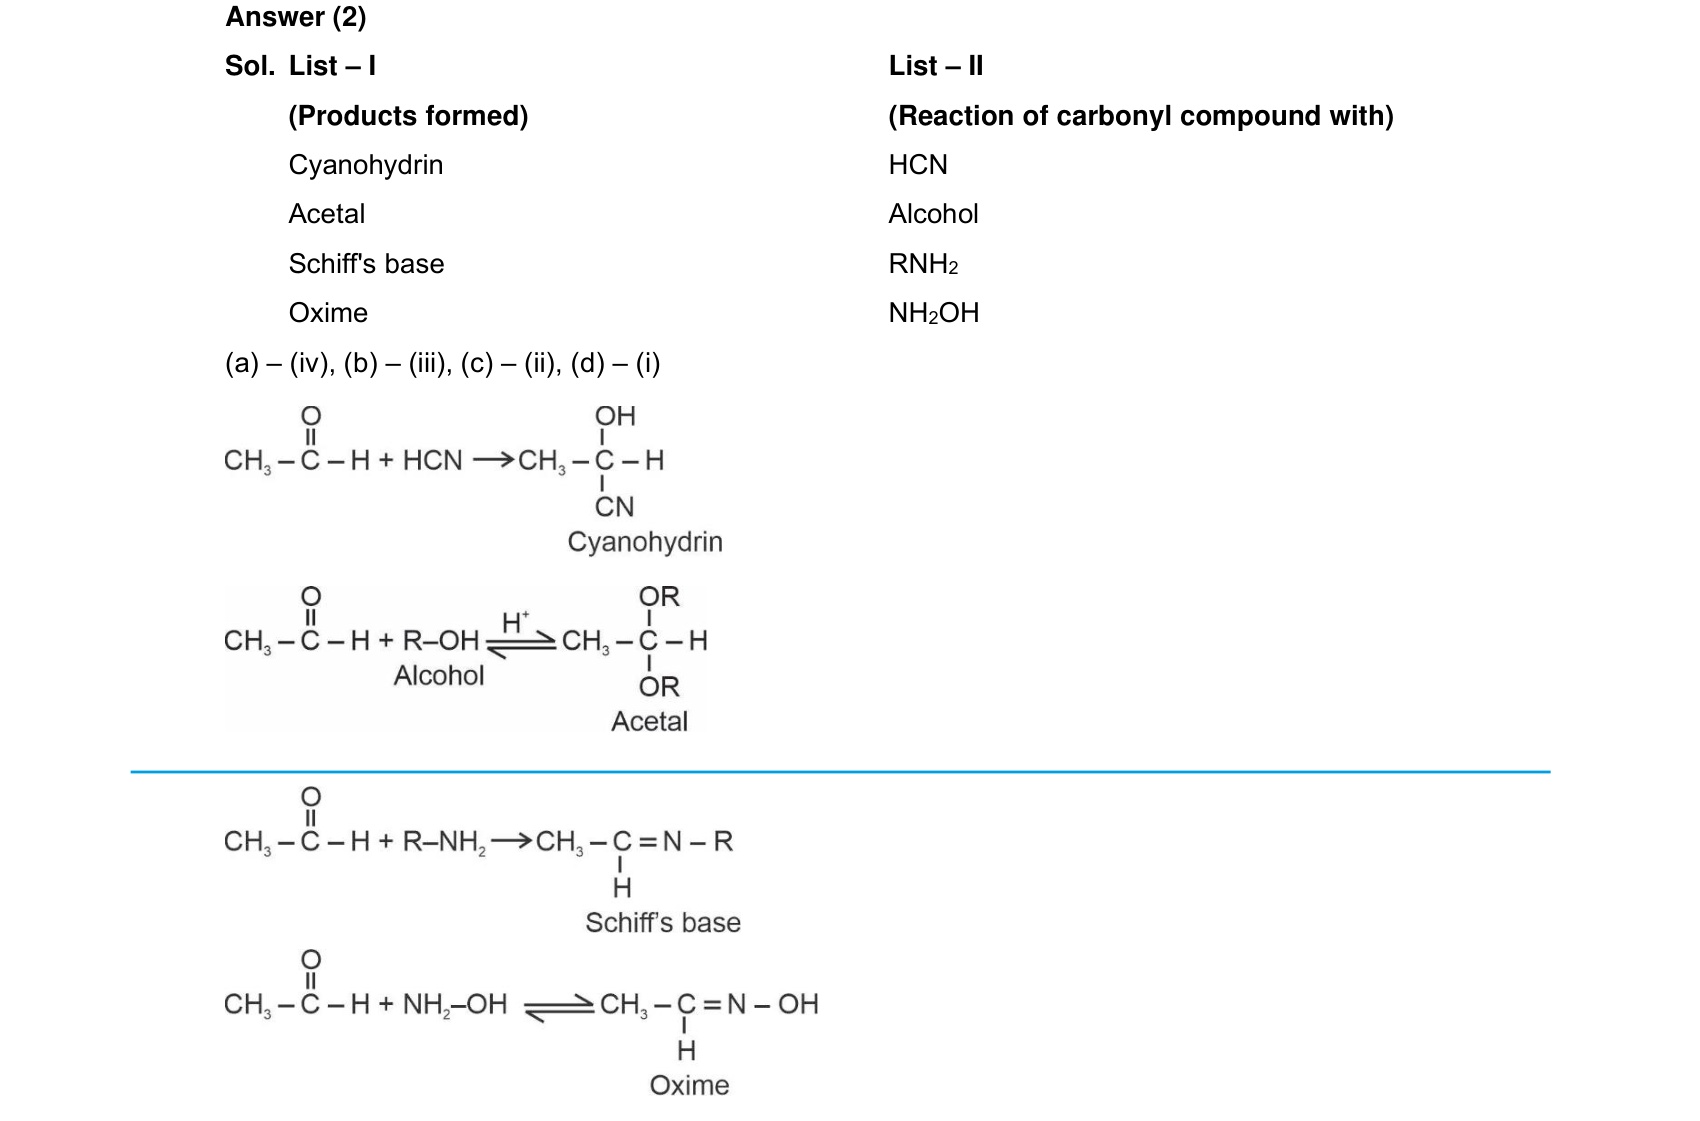 Answer (2)
Sol. List – I List – II
(Products formed) (Reaction of carbonyl compound with)
Cyanohydrin HCN
Acetal Alcohol
Schiff's base RNH₂
Oxime NH₂OH
(a) – (iv), (b) – (iii), (c) – (ii), (d) – (i)
O OH
|| |
CH₃ – C – H + HCN ⟶ CH₃ – C – H
|
CN
Cyanohydrin
O OR
|| H⁺ |
CH₃ – C – H + R–OH ⇌ CH₃ – C – H
Alcohol |
OR
Acetal
O
||
CH₃ – C – H + R–NH₂ ⟶ CH₃ – C = N – R
|
H
Schiff's base
O
||
CH₃ – C – H + NH₂–OH ⇌ CH₃ – C = N – OH
|
H
Oxime